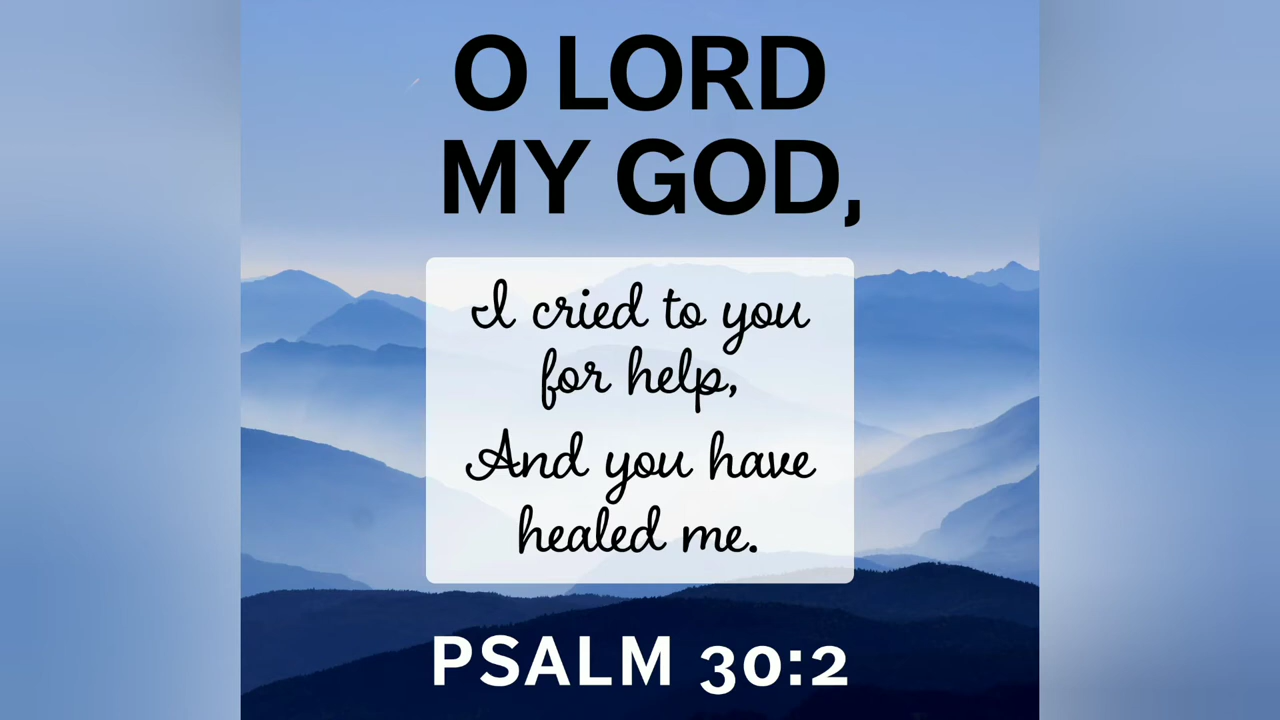 O LORD
MY GOD,
I cried to you
for help,
And you have
healed me.
PSALM 30:2